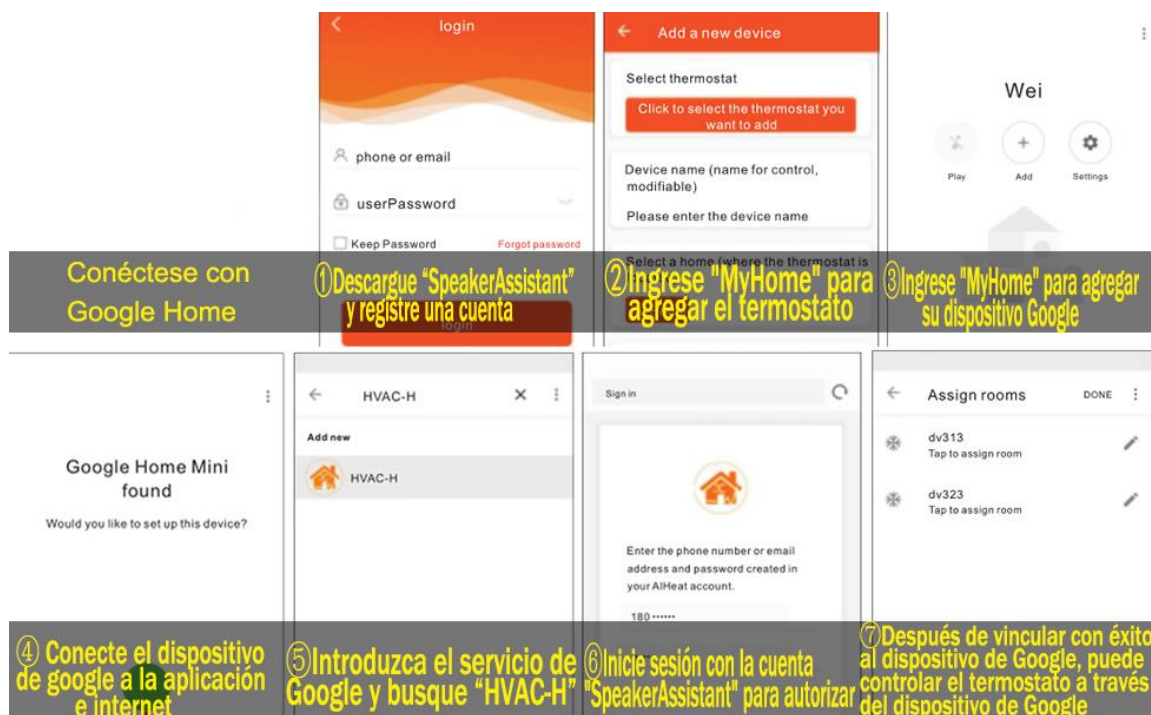 Conéctese con
Google Home
login
phone or email
userPassword
Keep Password
Forgot password
①Descargue “SpeakerAssistant”
y registre una cuenta
login
Add a new device
Select thermostat
Click to select the thermostat you
want to add
Device name (name for control,
modifiable)
Please enter the device name
Select a home (where the thermostat is
②Ingrese "MyHome" para
agregar el termostato
Wei
Play
Add
Settings
③Ingrese "MyHome" para agregar
su dispositivo Google
Google Home Mini
found
Would you like to set up this device?
④ Conecte el dispositivo
de google a la aplicación
e internet
HVAC-H
Add new
HVAC-H
⑤Introduzca el servicio de
Google y busque “HVAC-H”
Sign in
Enter the phone number or email
address and password created in
your AIHeat account.
180 ••••••
⑥Inicie sesión con la cuenta
"SpeakerAssistant" para autorizar
Assign rooms
DONE
dv313
Tap to assign room
dv323
Tap to assign room
⑦Después de vincular con éxito
al dispositivo de Google, puede
controlar el termostato a través
del dispositivo de Google